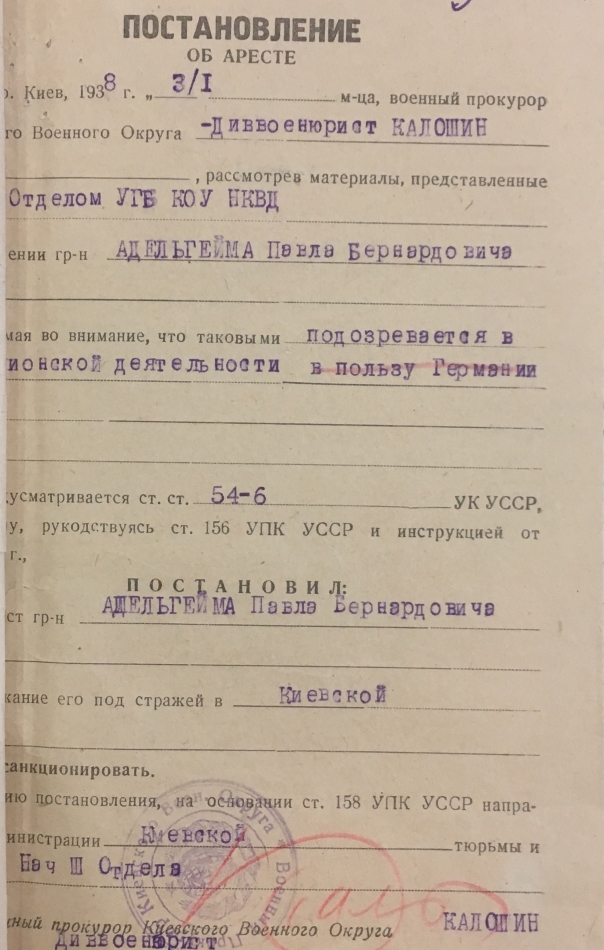 ПОСТАНОВЛЕНИЕ
ОБ АРЕСТЕ
Киев, 1938 г. „ 3/I м-ца, военный прокурор
го Военного Округа -Диввоенюрист КАЛОШИН
, рассмотрев материалы, представленные
Отделом УГБ КОУ НКВД
ении гр-н АДЕЛЬГЕЙМА Павла Бернардовича
мая во внимание, что таковыми подозревается в
ионской деятельности в пользу Германии
усматривается ст. ст. 54-6 УК УССР,
у, рукодствуясь ст. 156 УПК УССР и инструкцией от
г.,
ПОСТАНОВИЛ:
ст гр-н АДЕЛЬГЕЙМА Павла Бернардовича
жание его под стражей в Киевской
санкционировать.
ию постановления, на основании ст. 158 УПК УССР напра-
министрации Киевской тюрьмы и
Нач Ш Отдела
ный прокурор Киевского Военного Округа КАЛОШИН
Диввоенюрист